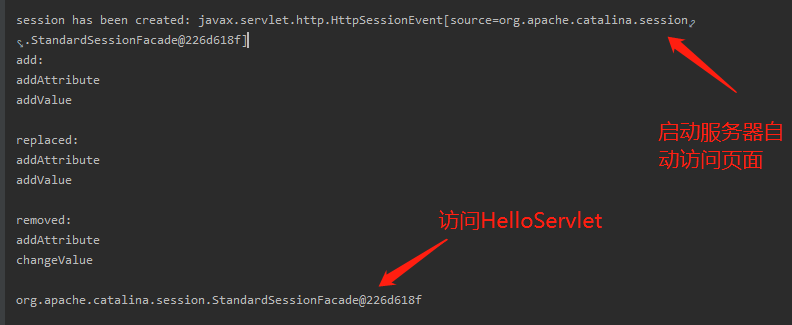 session has been created: javax.servlet.http.HttpSessionEvent[source=org.apache.catalina.session
.StandardSessionFacade@226d618f]
add:
addAttribute
addValue
启动服务器自
动访问页面
replaced:
addAttribute
addValue
removed:
addAttribute
changeValue
访问HelloServlet
org.apache.catalina.session.StandardSessionFacade@226d618f